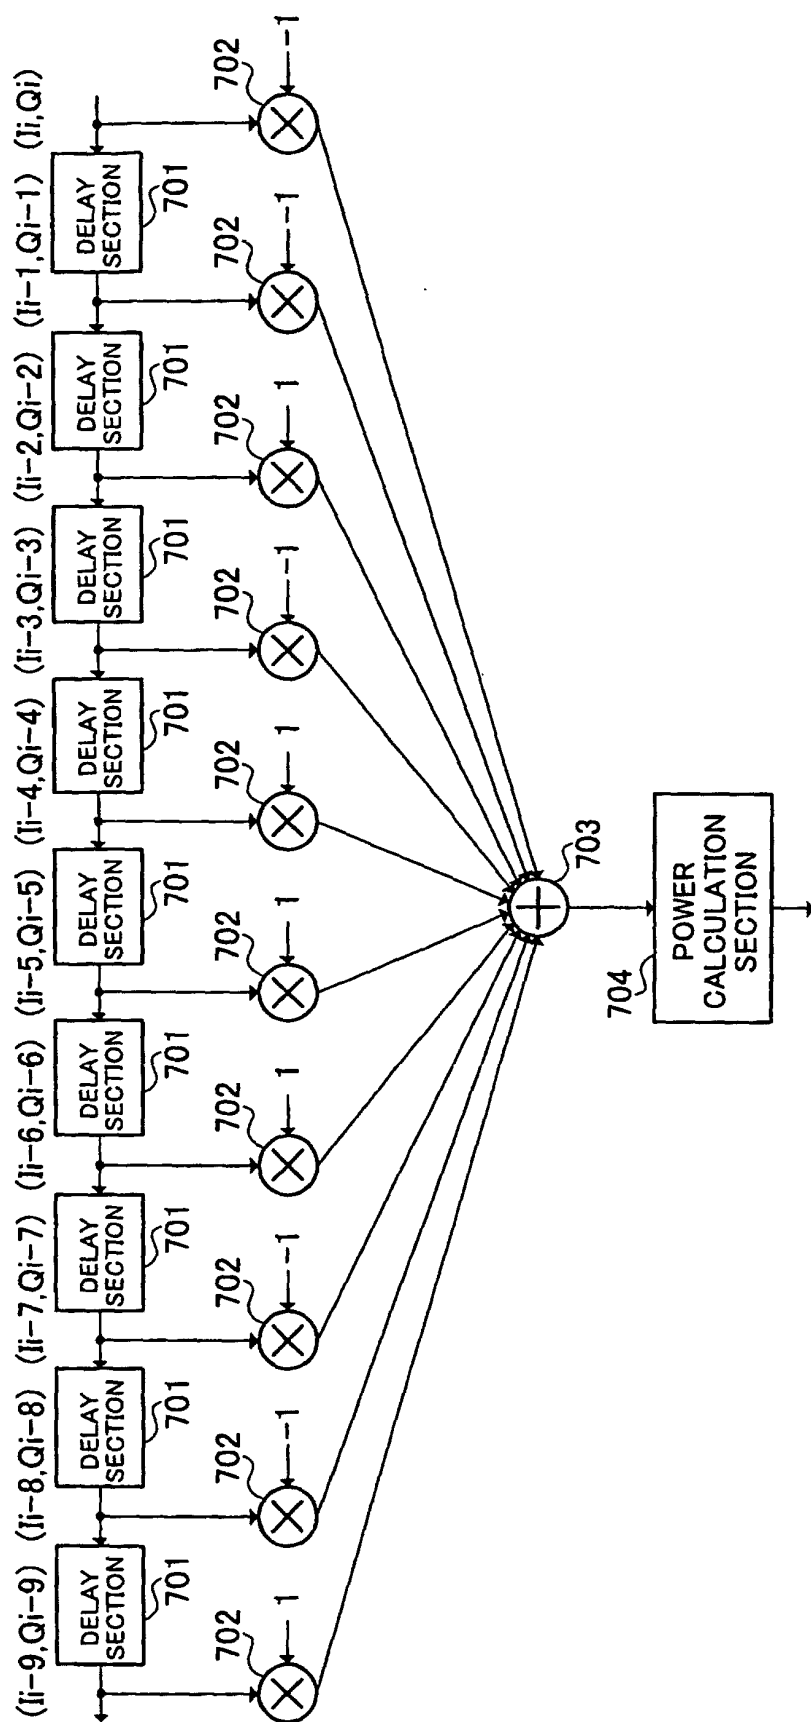 (Ii-9,Qi-9)
(Ii-8,Qi-8)
(Ii-7,Qi-7)
(Ii-6,Qi-6)
(Ii-5,Qi-5)
(Ii-4,Qi-4)
(Ii-3,Qi-3)
(Ii-2,Qi-2)
(Ii-1,Qi-1)
(Ii,Qi)
DELAY
SECTION
701
DELAY
SECTION
701
DELAY
SECTION
701
DELAY
SECTION
701
DELAY
SECTION
701
DELAY
SECTION
701
DELAY
SECTION
701
DELAY
SECTION
701
DELAY
SECTION
701
702
1
702
-1
702
-1
702
1
702
1
702
1
702
-1
702
1
702
-1
702
-1
703
704
POWER
CALCULATION
SECTION